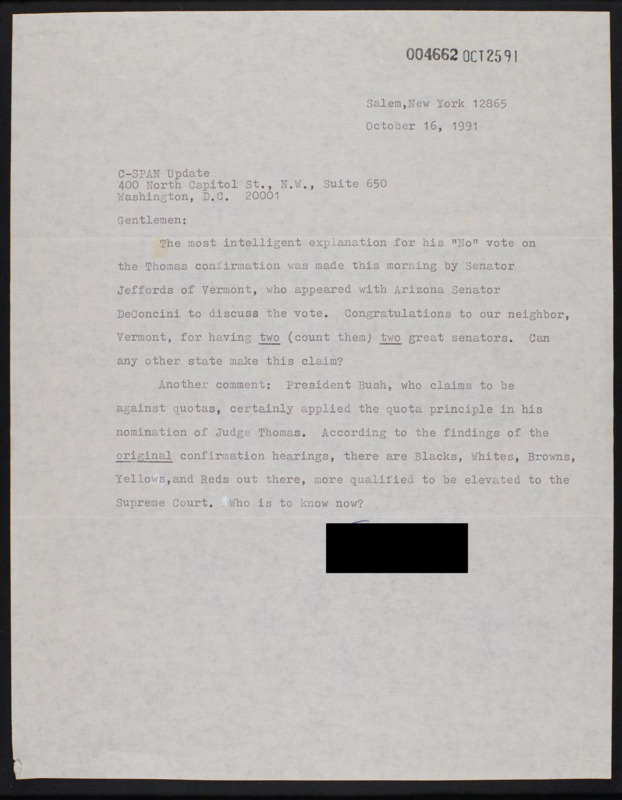 004662 OCT2591
Salem,New York 12865
October 16, 1991
C-SPAN Update
400 North Capitol St., N.W., Suite 650
Washington, D.C.  20001
Gentlemen:
The most intelligent explanation for his "No" vote on
the Thomas confirmation was made this morning by Senator
Jeffords of Vermont, who appeared with Arizona Senator
DeConcini to discuss the vote.  Congratulations to our neighbor,
Vermont, for having two (count them) two great senators.  Can
any other state make this claim?
Another comment:  President Bush, who claims to be
against quotas, certainly applied the quota principle in his
nomination of Judge Thomas.  According to the findings of the
original confirmation hearings, there are Blacks, Whites, Browns,
Yellows,and Reds out there, more qualified to be elevated to the
Supreme Court.  Who is to know now?